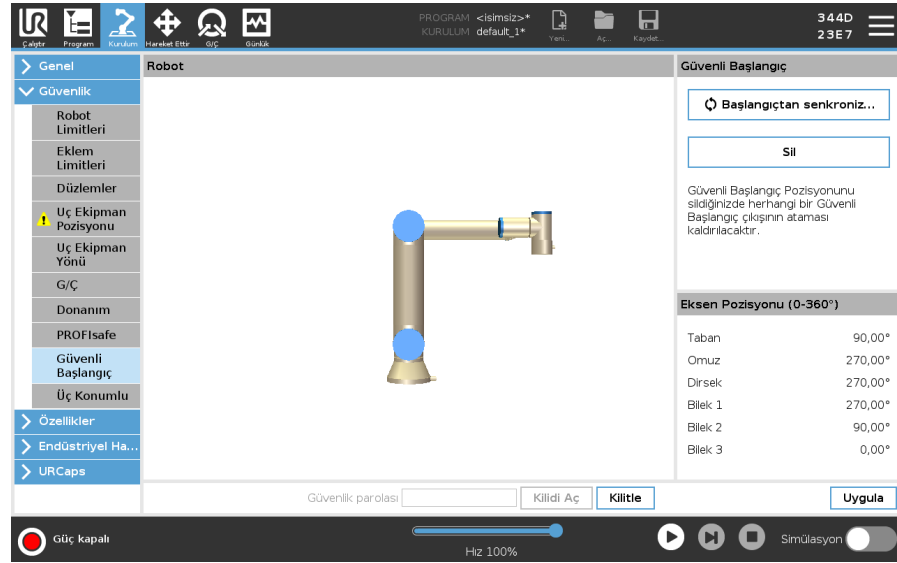 Çalıştır
Program
Kurulum
Hareket Ettir
G/Ç
Günlük
PROGRAM <isimsiz>*
KURULUM default_1*
Yeni...
Aç...
Kaydet...
344D
23E7
Genel
Güvenlik
Robot
Limitleri
Eklem
Limitleri
Düzlemler
Uç Ekipman
Pozisyonu
Uç Ekipman
Yönü
G/Ç
Donanım
PROFIsafe
Güvenli
Başlangıç
Üç Konumlu
Özellikler
Endüstriyel Ha...
URCaps
Robot
Güvenli Başlangıç
Başlangıçtan senkroniz...
Sil
Güvenli Başlangıç Pozisyonunu
sildiğinizde herhangi bir Güvenli
Başlangıç çıkışının ataması
kaldırılacaktır.
Eksen Pozisyonu (0-360°)
Taban 90,00°
Omuz 270,00°
Dirsek 270,00°
Bilek 1 270,00°
Bilek 2 90,00°
Bilek 3 0,00°
Güvenlik parolası
Kilidi Aç
Kilitle
Uygula
Güç kapalı
Hız 100%
Simülasyon